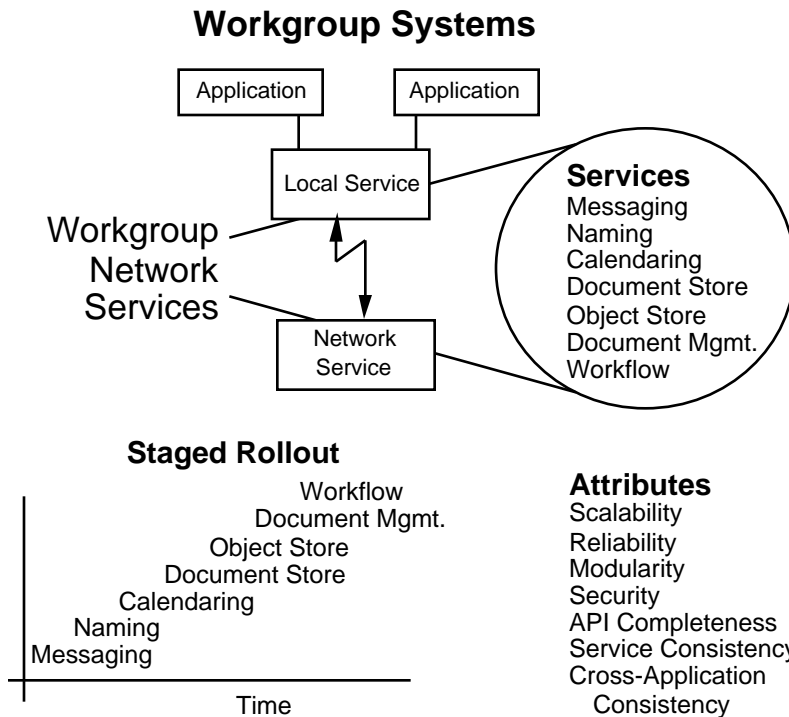 Workgroup Systems
Application
Application
Local Service
Workgroup
Network
Services
Network
Service
Services
Messaging
Naming
Calendaring
Document Store
Object Store
Document Mgmt.
Workflow
Staged Rollout
Workflow
Document Mgmt.
Object Store
Document Store
Calendaring
Naming
Messaging
Time
Attributes
Scalability
Reliability
Modularity
Security
API Completeness
Service Consistency
Cross-Application
Consistency